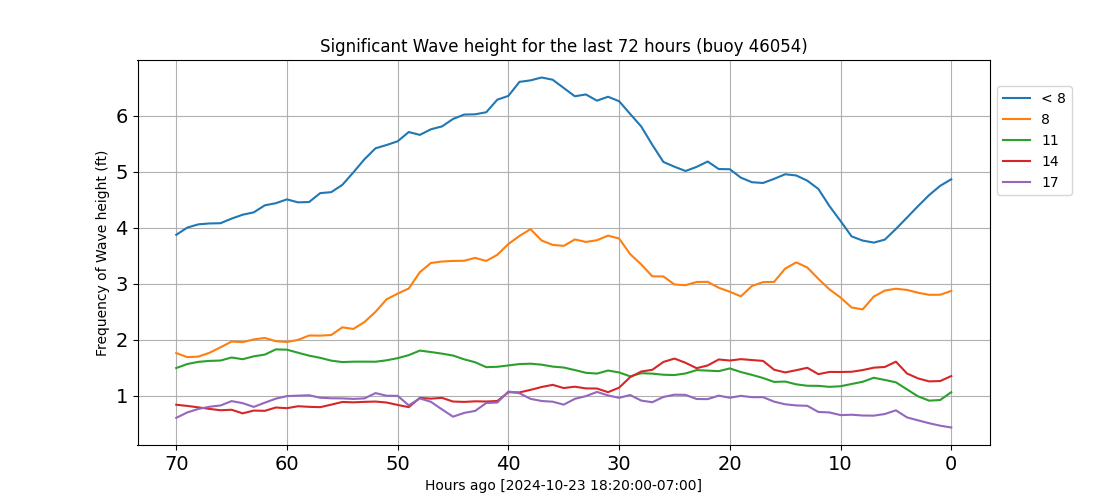 Significant Wave height for the last 72 hours (buoy 46054)
Frequency of Wave height (ft)
6
5
4
3
2
1
70 60 50 40 30 20 10 0
Hours ago [2024-10-23 18:20:00-07:00]
< 8
8
11
14
17